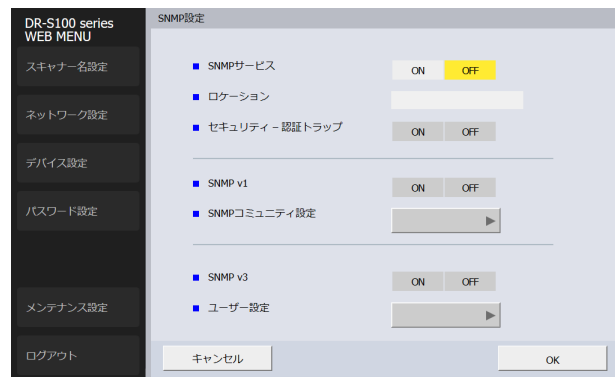 DR-S100 series
WEB MENU
スキャナー名設定
ネットワーク設定
デバイス設定
パスワード設定
メンテナンス設定
ログアウト
SNMP設定
SNMPサービス ON OFF
ロケーション
セキュリティ – 認証トラップ ON OFF
SNMP v1 ON OFF
SNMPコミュニティ設定
SNMP v3 ON OFF
ユーザー設定
キャンセル OK